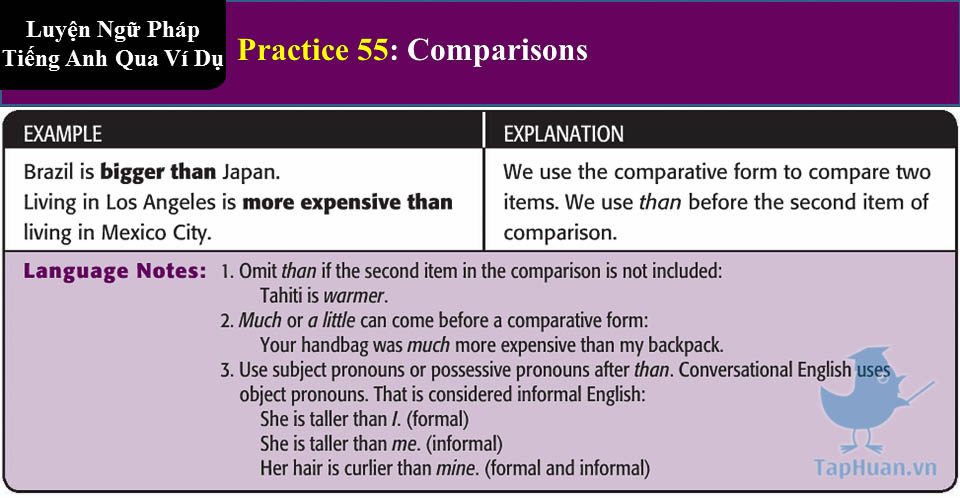 Luyện Ngữ Pháp
Tiếng Anh Qua Ví Dụ
Practice 55: Comparisons
EXAMPLE
EXPLANATION
Brazil is bigger than Japan.
Living in Los Angeles is more expensive than
living in Mexico City.
We use the comparative form to compare two
items. We use than before the second item of
comparison.
Language Notes: 1. Omit than if the second item in the comparison is not included:
Tahiti is warmer.
2. Much or a little can come before a comparative form:
Your handbag was much more expensive than my backpack.
3. Use subject pronouns or possessive pronouns after than. Conversational English uses
object pronouns. That is considered informal English:
She is taller than I. (formal)
She is taller than me. (informal)
Her hair is curlier than mine. (formal and informal)
TapHuan.vn